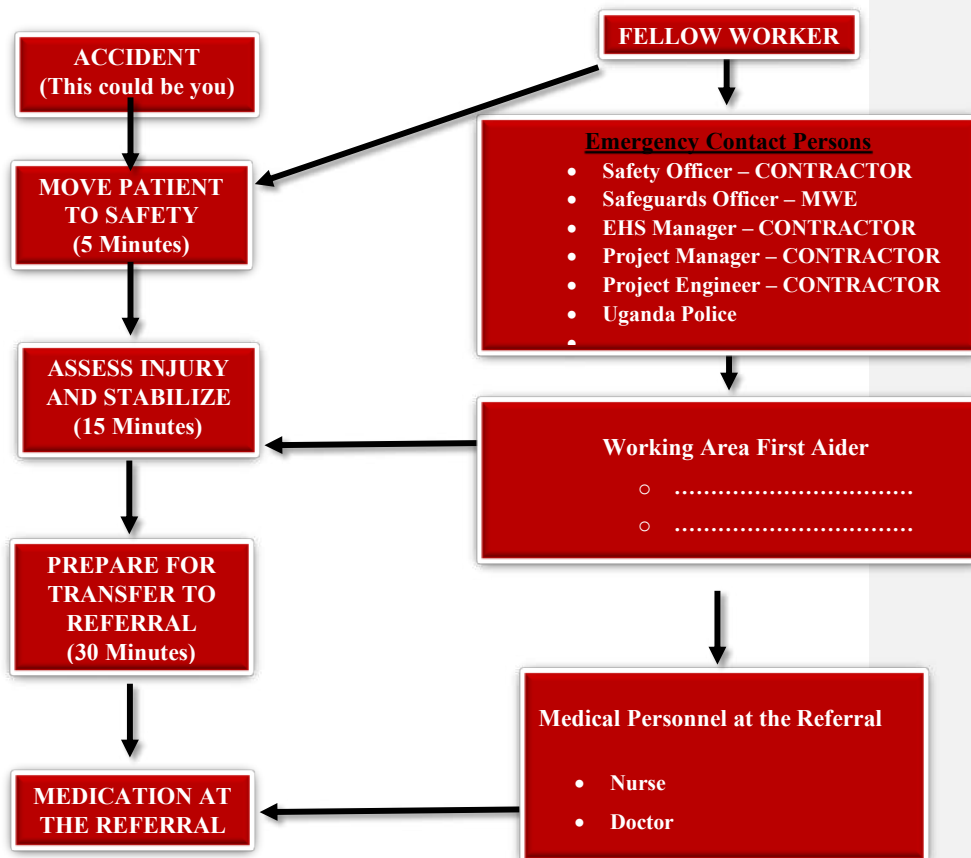 ACCIDENT
(This could be you)
MOVE PATIENT
TO SAFETY
(5 Minutes)
ASSESS INJURY
AND STABILIZE
(15 Minutes)
PREPARE FOR
TRANSFER TO
REFERRAL
(30 Minutes)
MEDICATION AT
THE REFERRAL
FELLOW WORKER
Emergency Contact Persons
• Safety Officer – CONTRACTOR
• Safeguards Officer – MWE
• EHS Manager – CONTRACTOR
• Project Manager – CONTRACTOR
• Project Engineer – CONTRACTOR
• Uganda Police
•
Working Area First Aider
○ ……………………………
○ ……………………………
Medical Personnel at the Referral
• Nurse
• Doctor